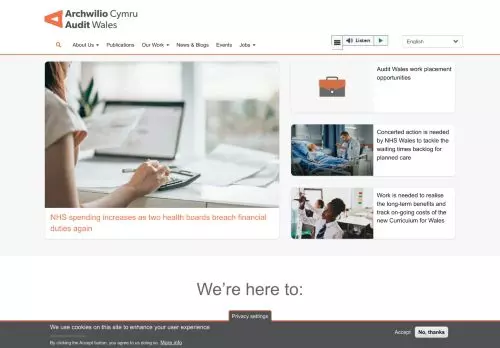 Archwilio Cymru
Audit Wales
About Us
Publications
Our Work
News & Blogs
Events
Jobs
Listen
English
NHS spending increases as two health boards breach financial
duties again
Audit Wales work placement
opportunities
Concerted action is needed
by NHS Wales to tackle the
waiting times backlog for
planned care
Work is needed to realise
the long-term benefits and
track on-going costs of the
new Curriculum for Wales
We're here to:
Privacy settings
We use cookies on this site to enhance your user experience
By clicking the Accept button, you agree to us doing so. More info
Accept
No, thanks